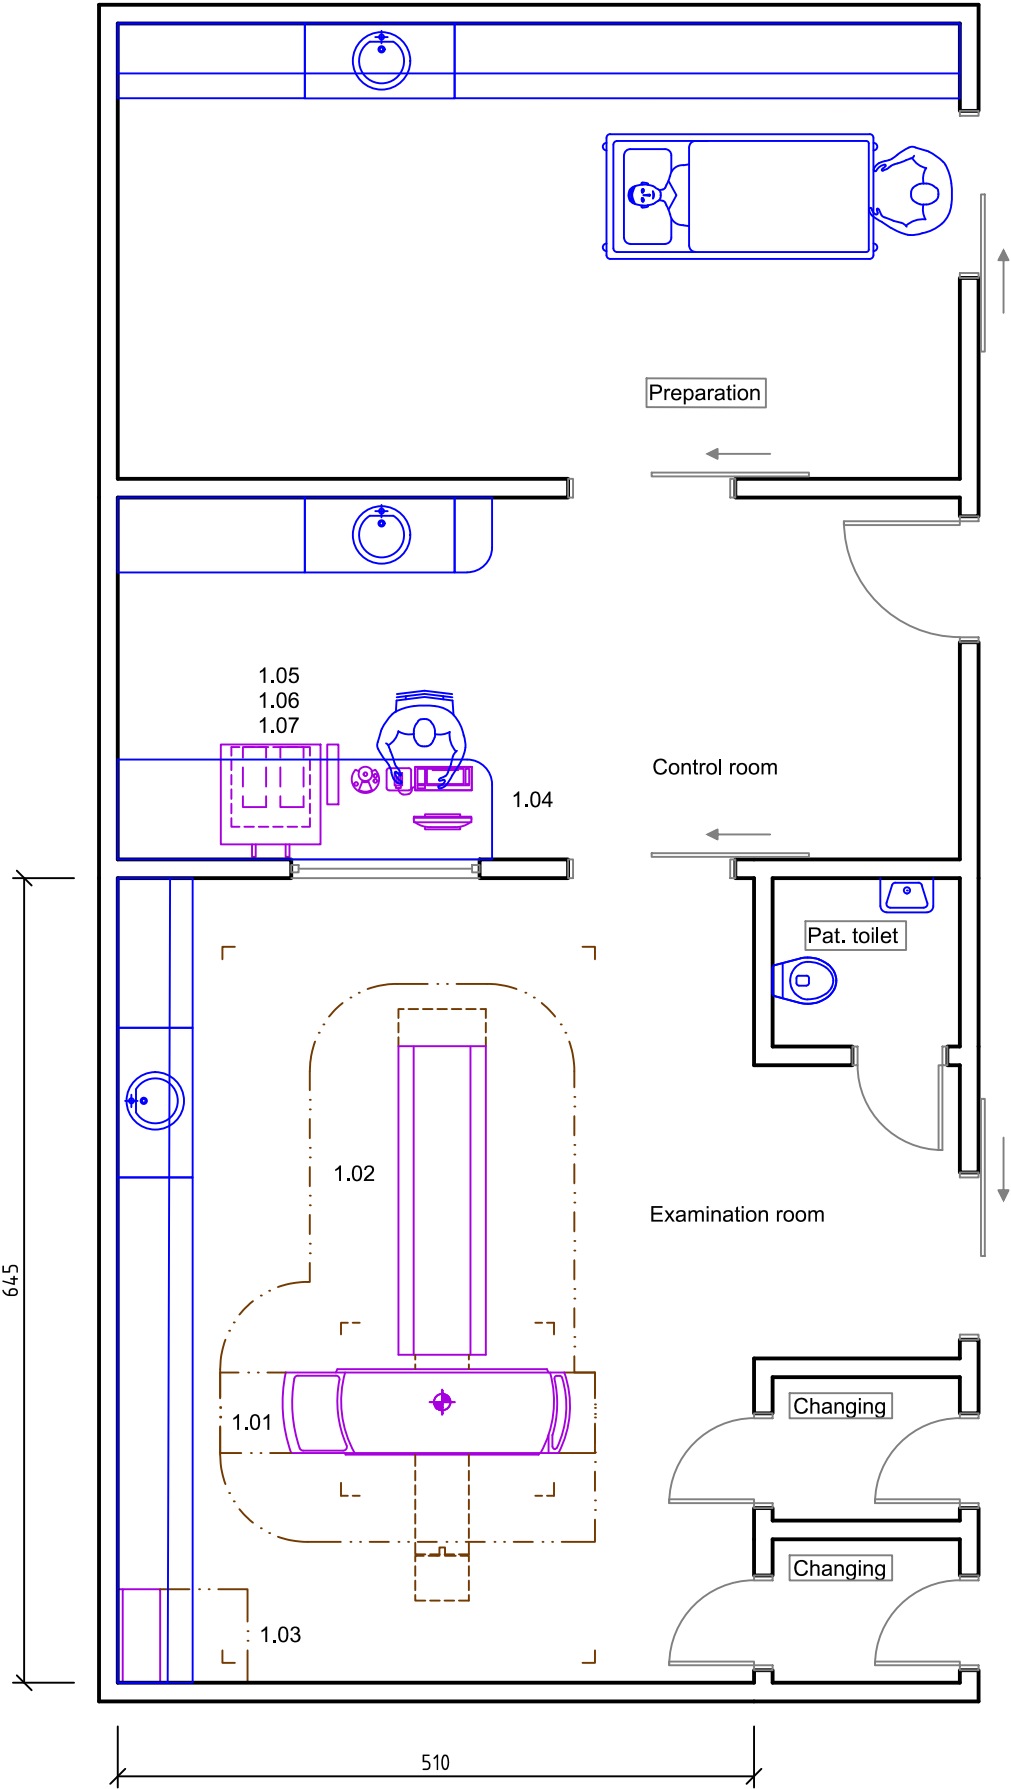 Preparation
1.05
1.06
1.07
Control room
1.04
Pat. toilet
1.02
Examination room
645
Changing
1.01
Changing
1.03
510